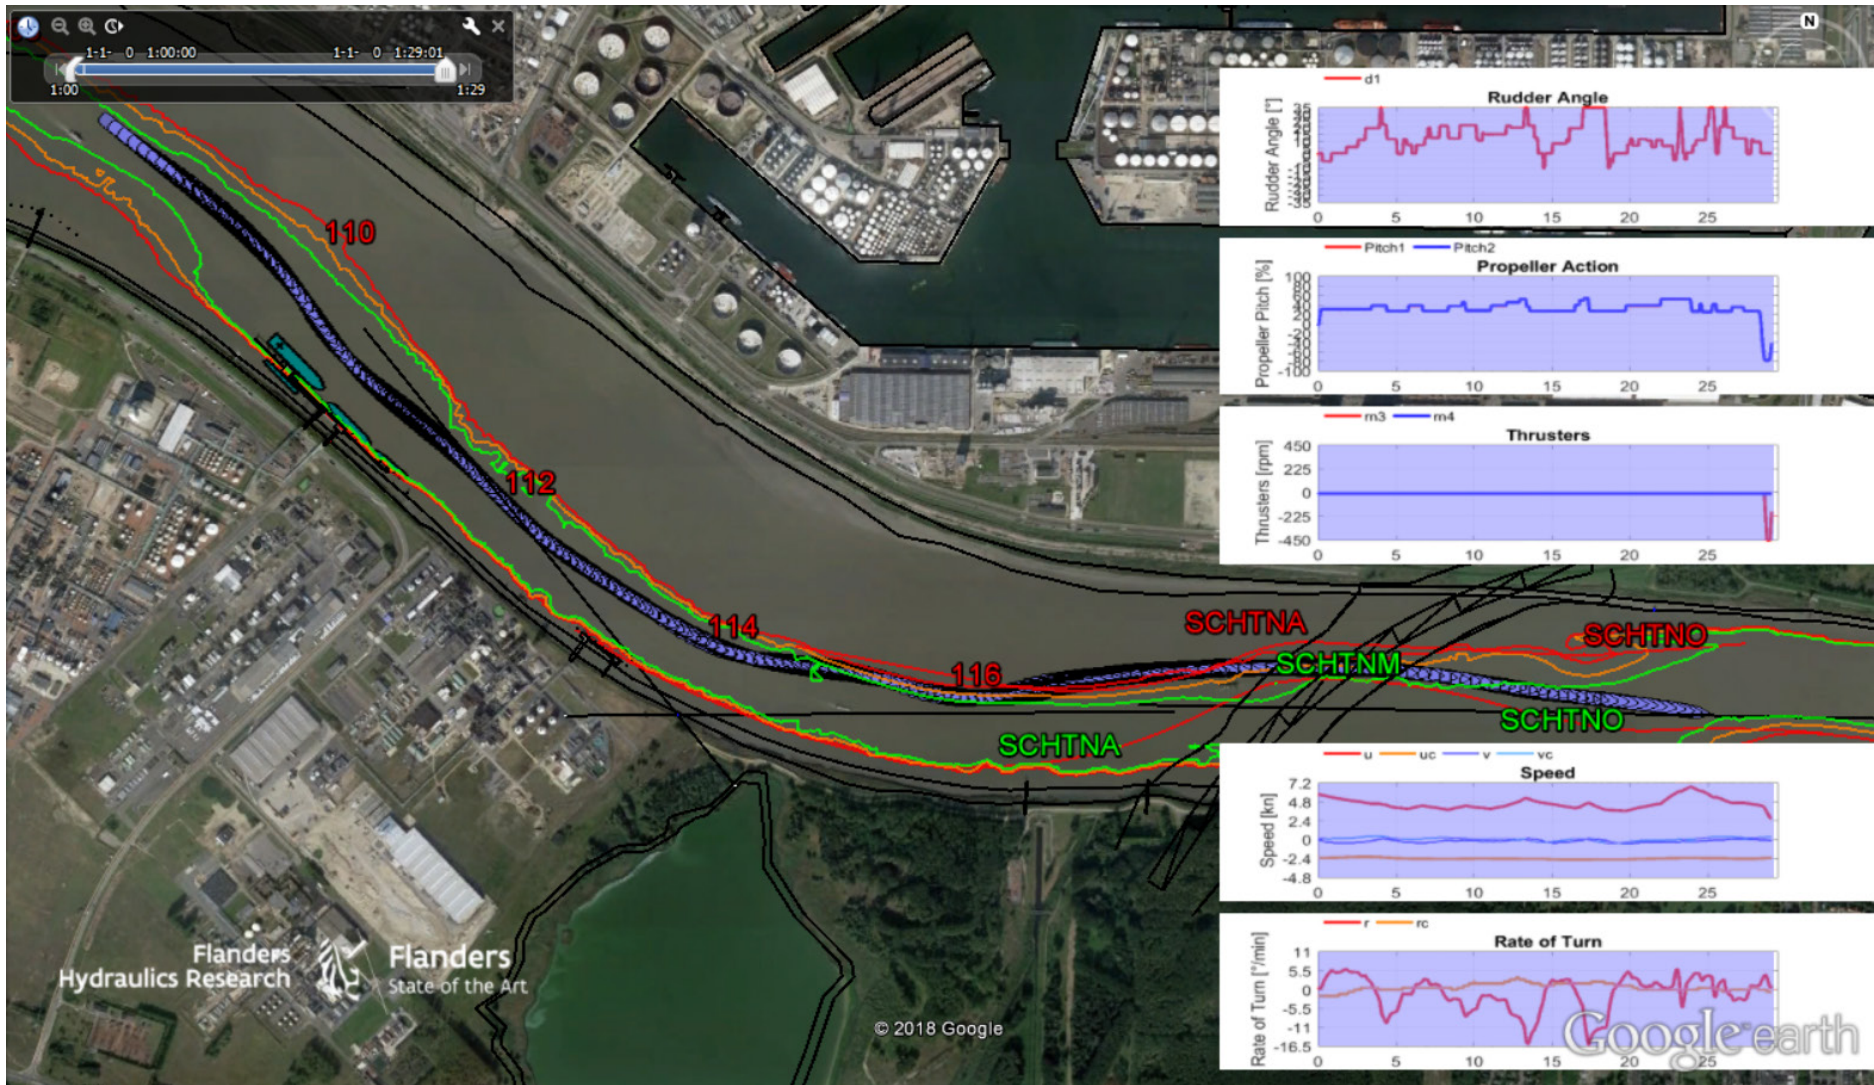 1-1- 0 1:00:00 1-1- 0 1:29:01
1:00 1:29
N
d1
Rudder Angle
Rudder Angle [°]
0 5 10 15 20 25
Pitch1 Pitch2
Propeller Action
Propeller Pitch [%]
100
-100
0 5 10 15 20 25
m3 m4
Thrusters
Thrusters [rpm]
450
225
0
-225
-450
0 5 10 15 20 25
110
112
114
116
SCHTNA
SCHTNO
SCHTNM
SCHTNO
SCHTNA
u uc v vc
Speed
Speed [kn]
7.2
4.8
2.4
0
-2.4
-4.8
0 5 10 15 20 25
r rc
Rate of Turn
Rate of Turn [°/min]
11
5.5
0
-5.5
-11
-16.5
0 5 10 15 20 25
Flanders
Hydraulics Research
Flanders
State of the Art
© 2018 Google
Google earth